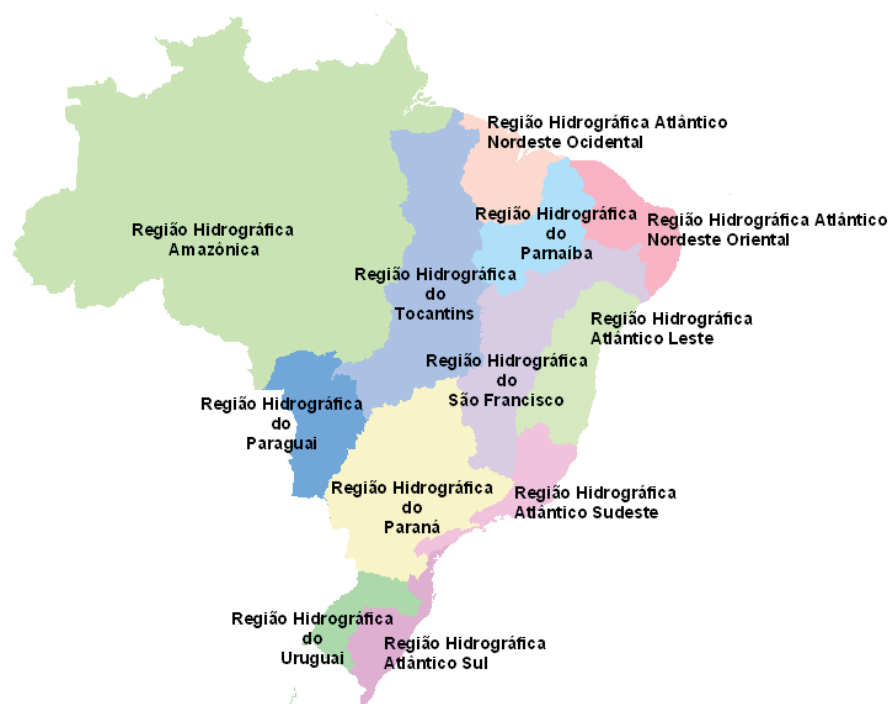 Região Hidrográfica Atlântico
Nordeste Ocidental
Região Hidrográfica
do
Parnaíba
Região Hidrográfica Atlântico
Nordeste Oriental
Região Hidrográfica
Amazônica
Região Hidrográfica
do
Tocantins
Região Hidrográfica
Atlântico Leste
Região Hidrográfica
do
São Francisco
Região Hidrográfica
do
Paraguai
Região Hidrográfica
do
Paraná
Região Hidrográfica
Atlântico Sudeste
Região Hidrográfica
do
Uruguai
Região Hidrográfica
Atlântico Sul